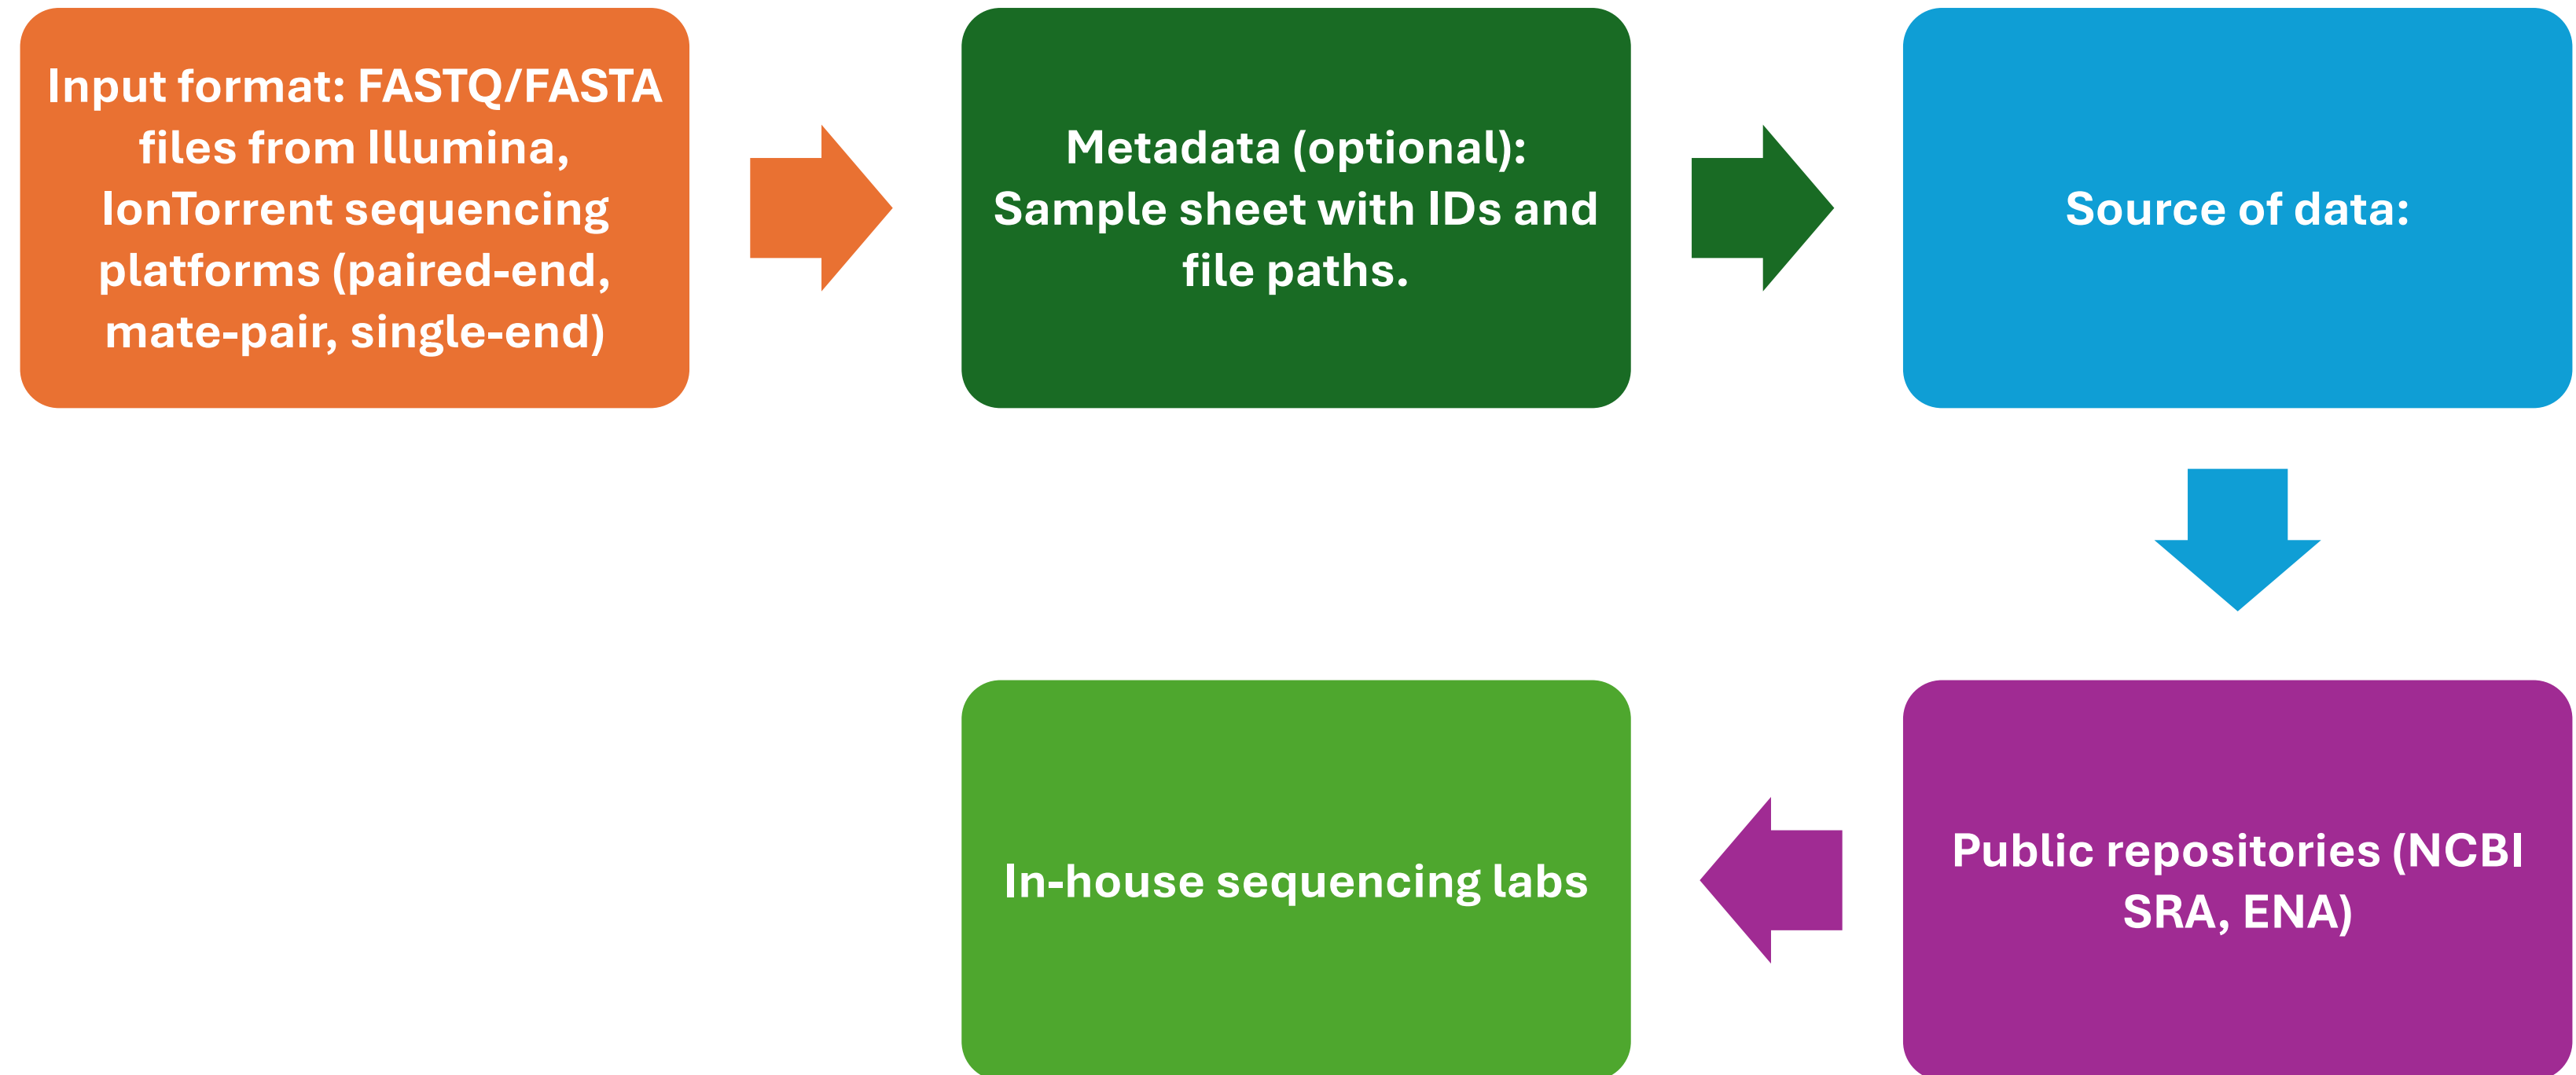 Input format: FASTQ/FASTA
files from Illumina,
IonTorrent sequencing
platforms (paired-end,
mate-pair, single-end)
Metadata (optional):
Sample sheet with IDs and
file paths.
Source of data:
Public repositories (NCBI
SRA, ENA)
In-house sequencing labs